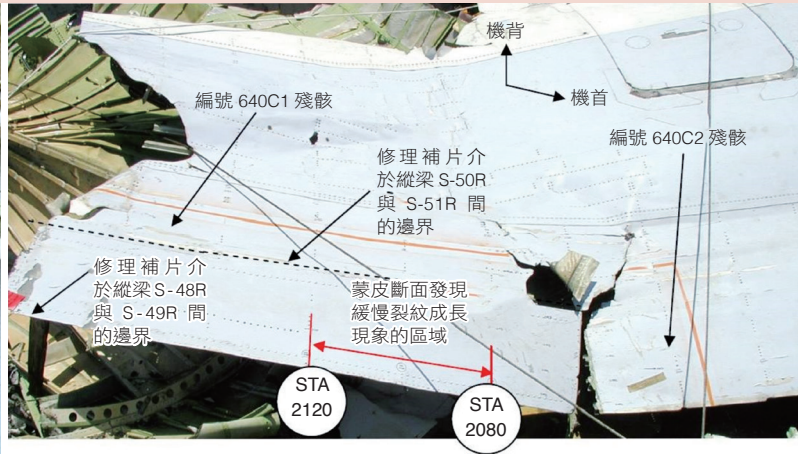 機背
機首
編號 640C1 殘骸
編號 640C2 殘骸
修理補片介
於縱梁 S-50R
與 S-51R 間
的邊界
修理補片介
於縱梁 S-48R
與 S-49R 間
的邊界
蒙皮斷面發現
緩慢裂紋成長
現象的區域
STA
2120
STA
2080